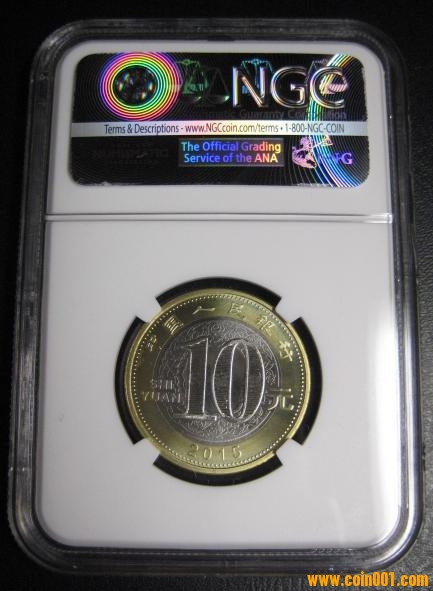 NGC
Terms & Descriptions - www.NGCcoin.com/terms • 1-800-NGC-COIN
The Official Grading
Service of the ANA
中国人民银行
10
元
SHI
YUAN
2015
www.coin001.com